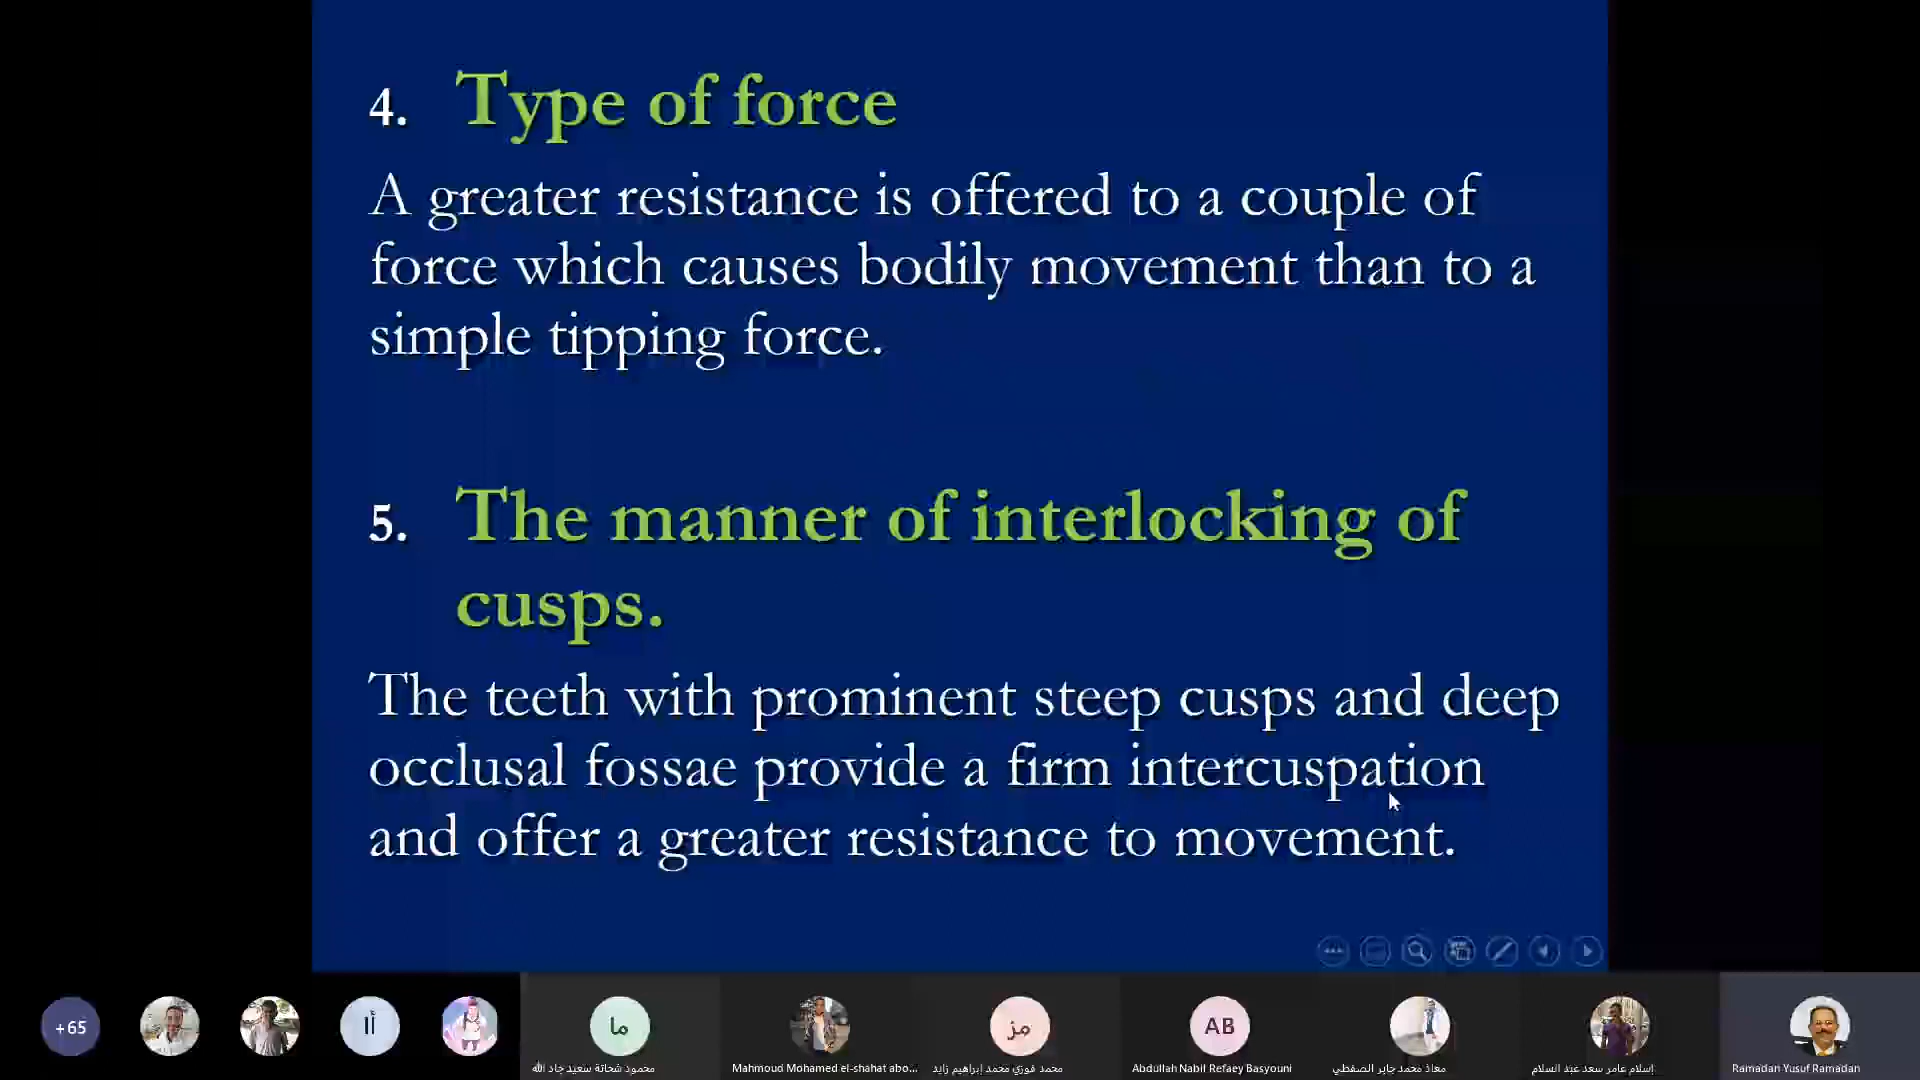 4. Type of force
A greater resistance is offered to a couple of
force which causes bodily movement than to a
simple tipping force.
5. The manner of interlocking of
cusps.
The teeth with prominent steep cusps and deep
occlusal fossae provide a firm intercuspation
and offer a greater resistance to movement.
+65
أا
ما
مز
AB
محمود شحاتة سعيد جاد الله
Mahmoud Mohamed el-shahat abo...
محمد فوزي محمد إبراهيم زايد
Abdullah Nabil Refaey Basyouni
معاذ محمد جابر الصفطي
إسلام عامر سعد عبد السلام
Ramadan Yusuf Ramadan